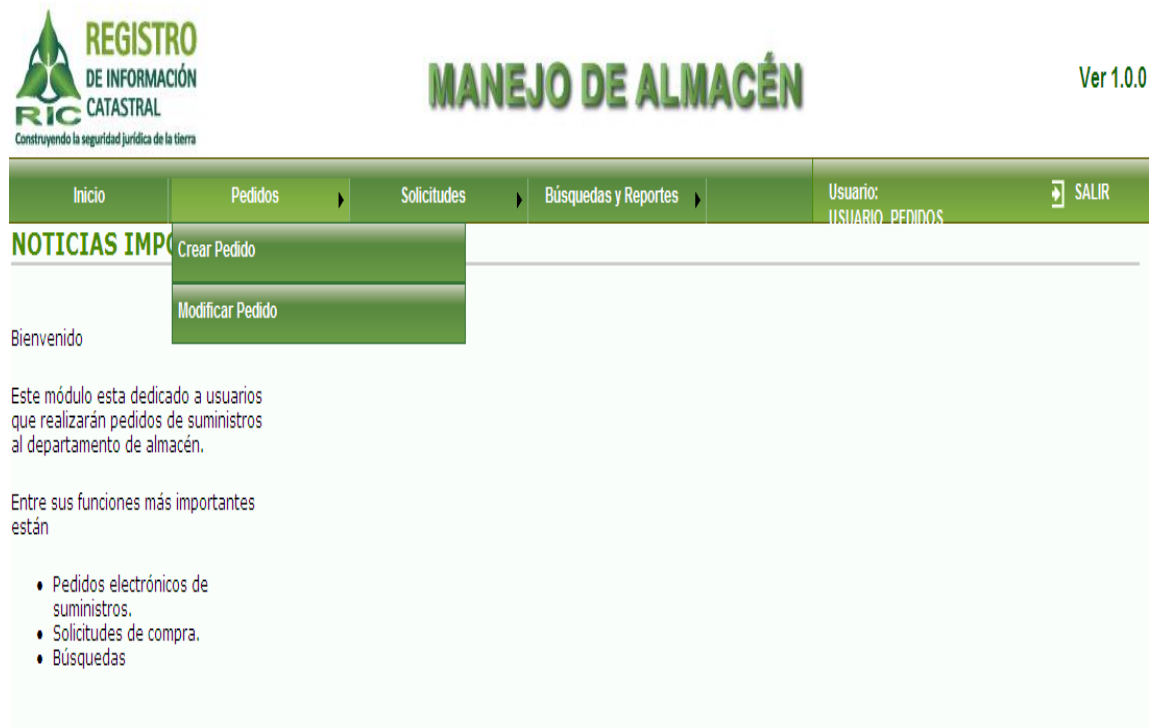 REGISTRO
DE INFORMACIÓN
CATASTRAL
RIC
Construyendo la seguridad jurídica de la tierra
MANEJO DE ALMACÉN
Ver 1.0.0
Inicio
Pedidos
Solicitudes
Búsquedas y Reportes
Usuario:
USUARIO_PEDIDOS
SALIR
NOTICIAS
Crear Pedido
Modificar Pedido
Bienvenido
Este módulo esta dedicado a usuarios
que realizarán pedidos de suministros
al departamento de almacén.
Entre sus funciones más importantes
están
• Pedidos electrónicos de
suministros.
• Solicitudes de compra.
• Búsquedas